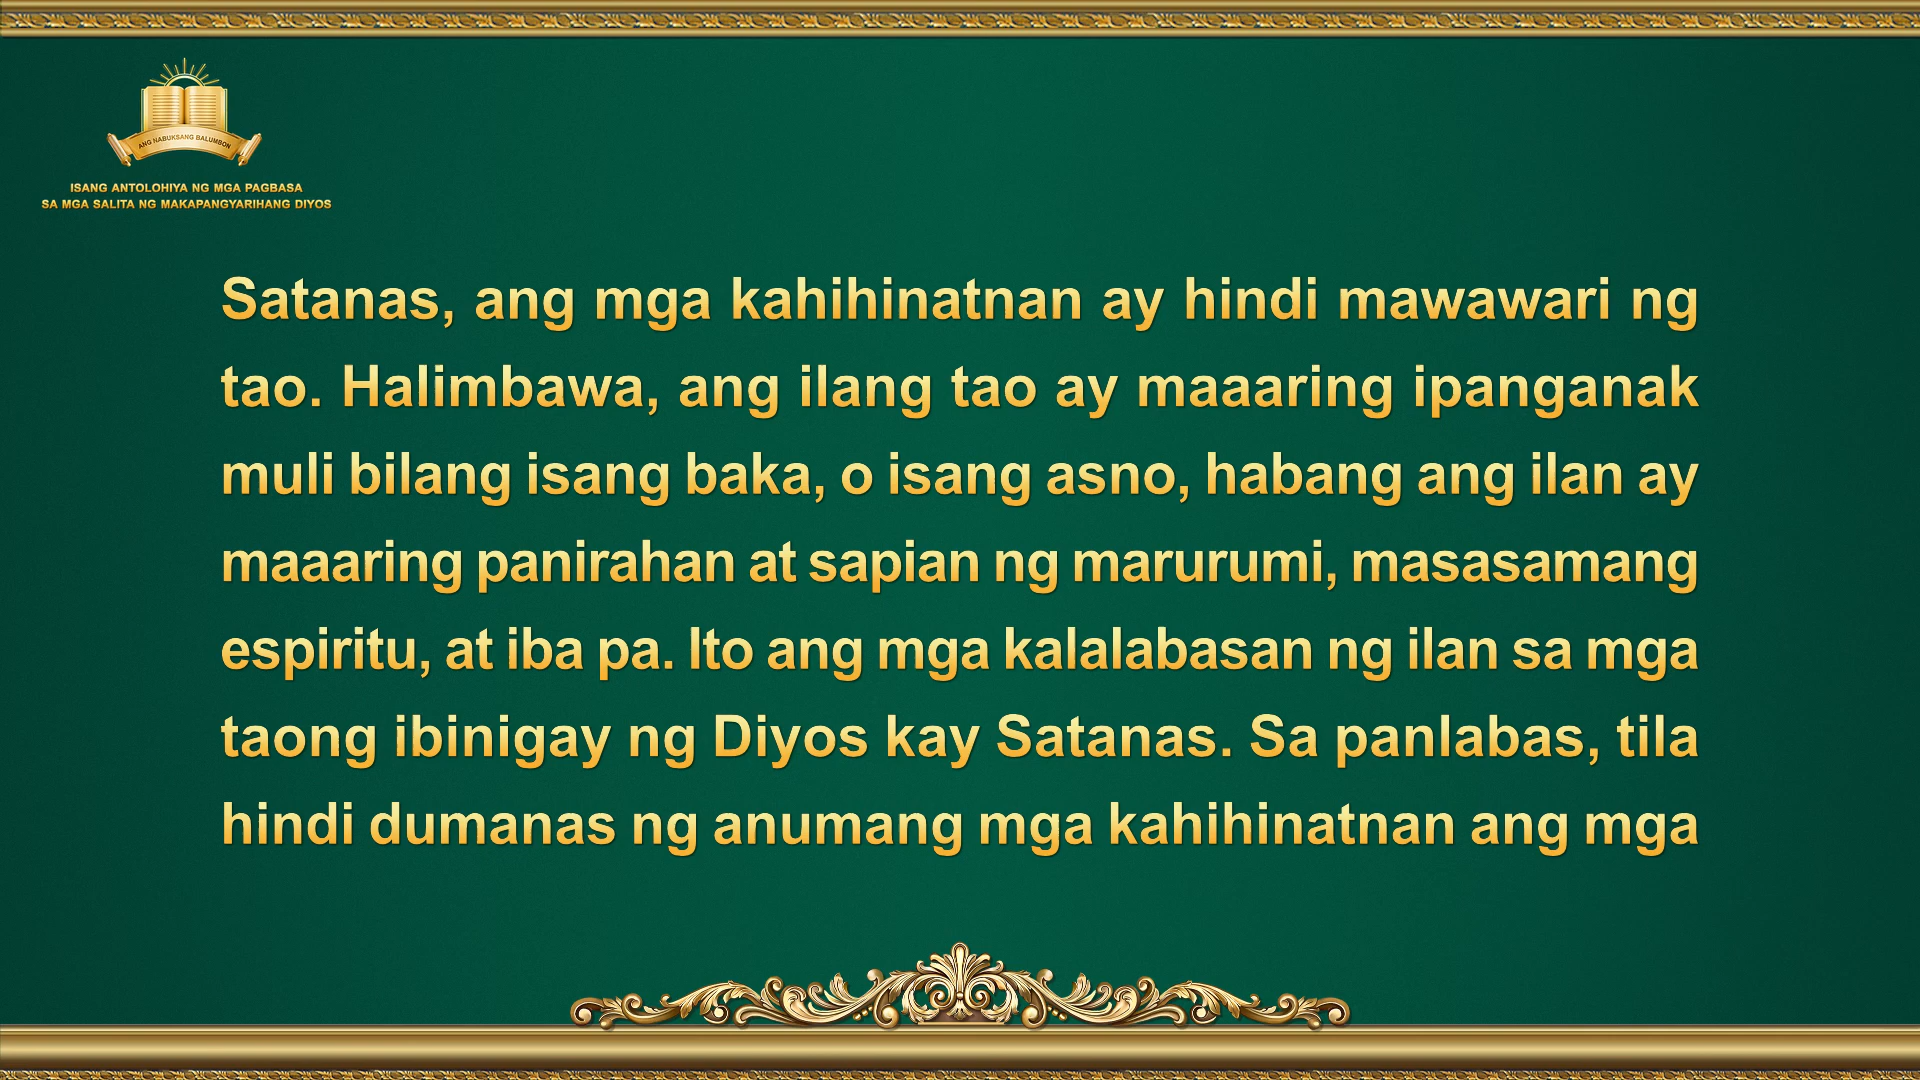 ANG NABUKSANG BALUMBON
ISANG ANTOLOHIYA NG MGA PAGBASA
SA MGA SALITA NG MAKAPANGYARIHANG DIYOS
Satanas, ang mga kahihinatnan ay hindi mawawari ng
tao. Halimbawa, ang ilang tao ay maaaring ipanganak
muli bilang isang baka, o isang asno, habang ang ilan ay
maaaring panirahan at sapian ng marurumi, masasamang
espiritu, at iba pa. Ito ang mga kalalabasan ng ilan sa mga
taong ibinigay ng Diyos kay Satanas. Sa panlabas, tila
hindi dumanas ng anumang mga kahihinatnan ang mga